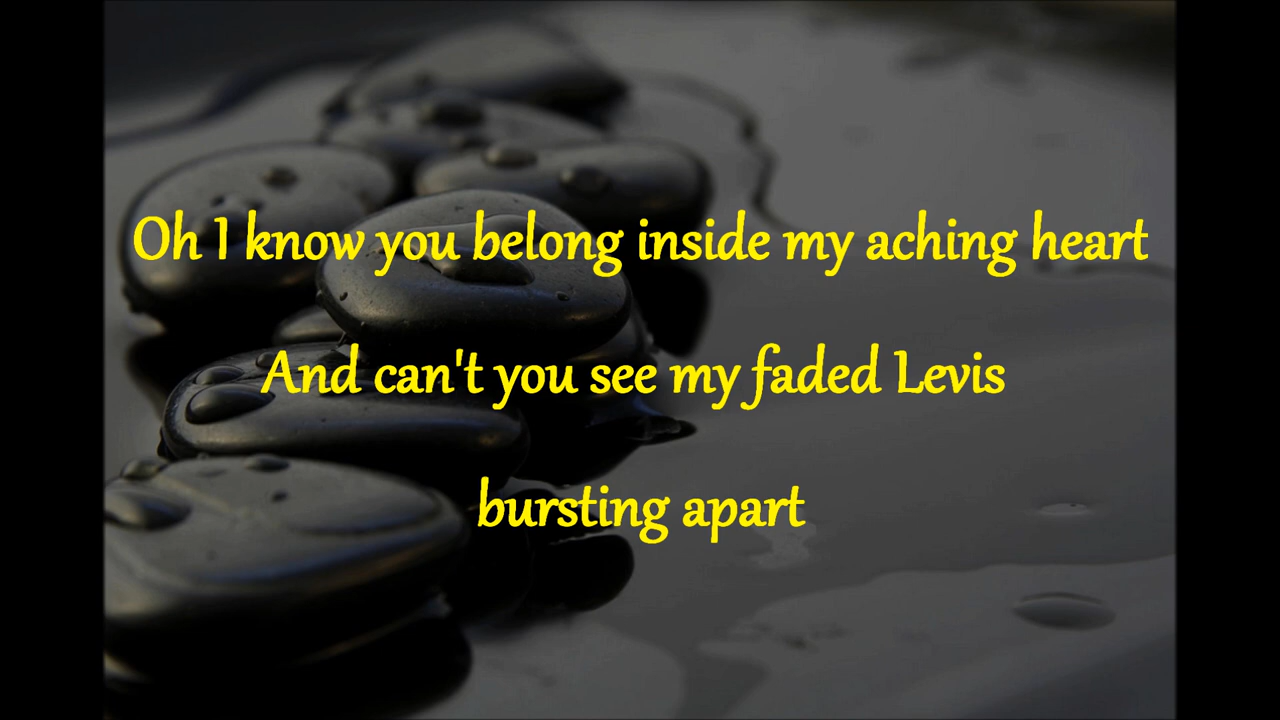 Oh I know you belong inside my aching heart
And can't you see my faded Levis
bursting apart